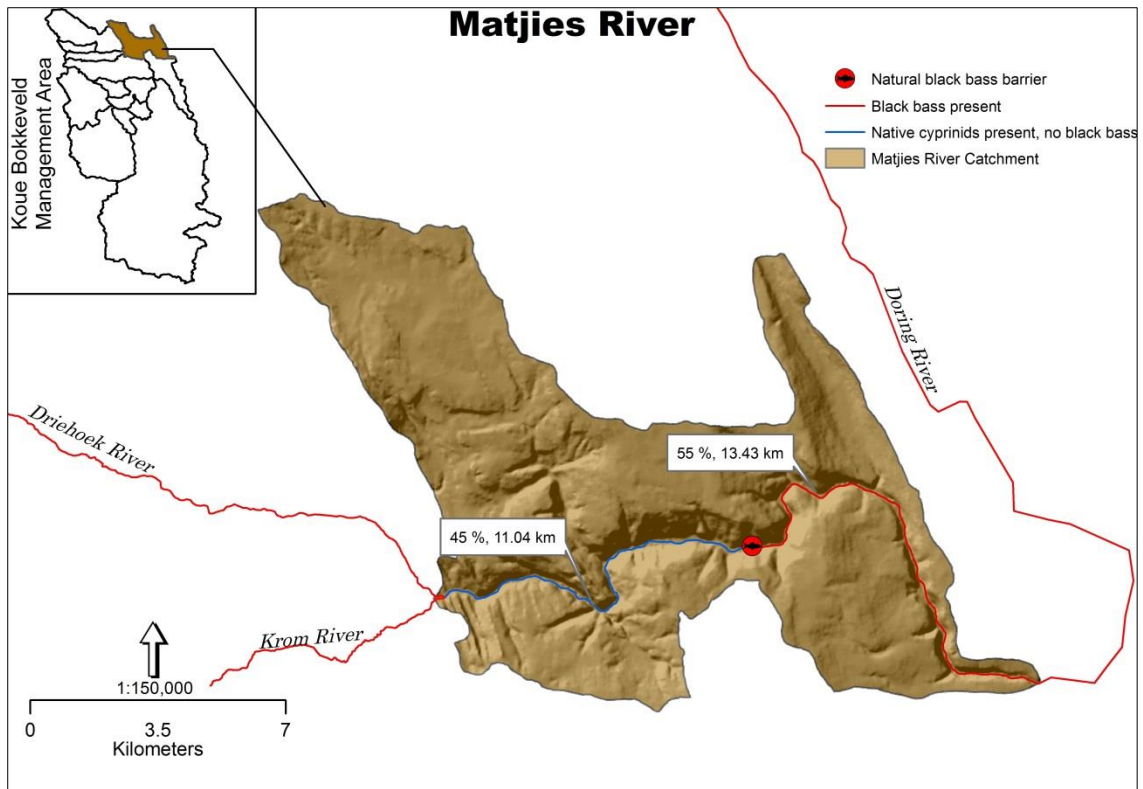 Matjies River
Koue Bokkeveld
Management Area
Natural black bass barrier
Black bass present
Native cyprinids present, no black bass
Matjies River Catchment
Doring River
Driehoek River
55 %, 13.43 km
45 %, 11.04 km
Krom River
1:150,000
0 3.5 7
Kilometers